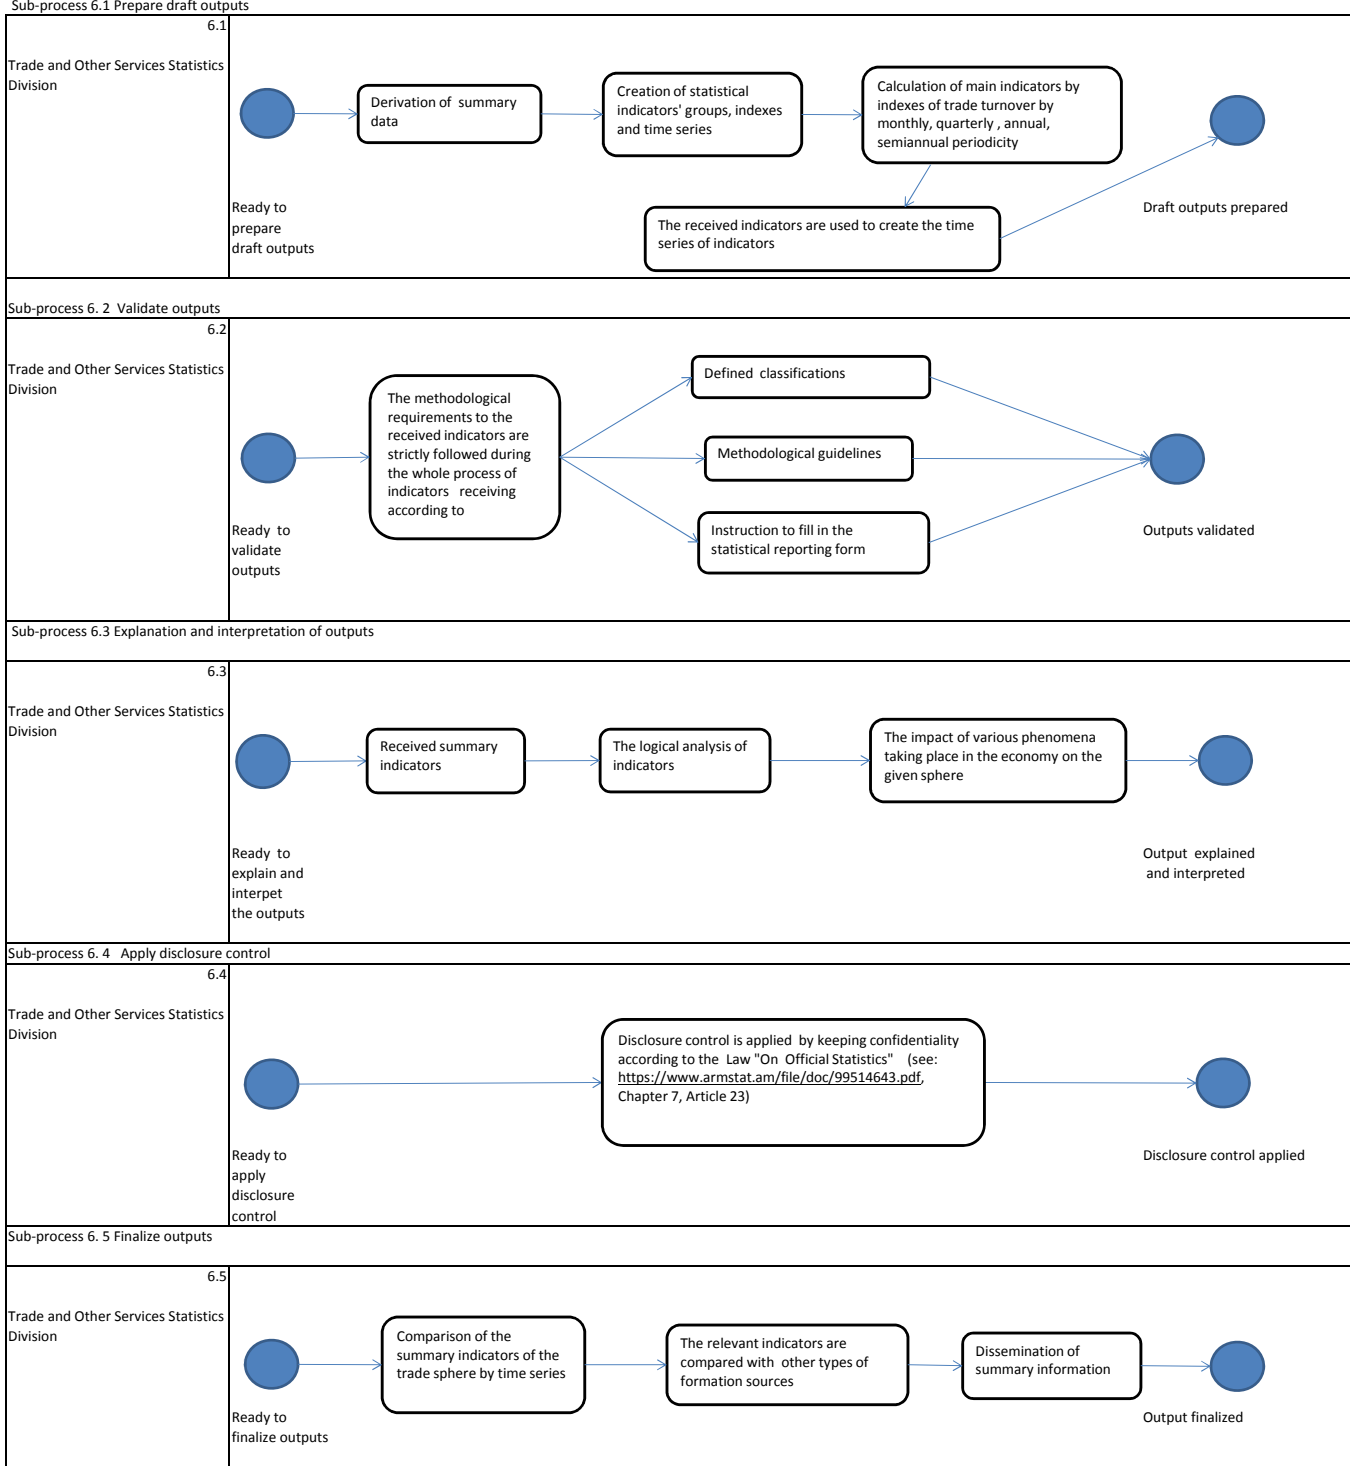 Sub-process 6.1 Prepare draft outputs
6.1
Trade and Other Services Statistics
Division
Derivation of summary
data
Creation of statistical
indicators' groups, indexes
and time series
Calculation of main indicators by
indexes of trade turnover by
monthly, quarterly , annual,
semiannual periodicity
Ready to
prepare
draft outputs
The received indicators are used to create the time
series of indicators
Draft outputs prepared
Sub-process 6. 2 Validate outputs
6.2
Trade and Other Services Statistics
Division
The methodological
requirements to the
received indicators are
strictly followed during
the whole process of
indicators receiving
according to
Defined classifications
Methodological guidelines
Instruction to fill in the
statistical reporting form
Ready to
validate
outputs
Outputs validated
Sub-process 6.3 Explanation and interpretation of outputs
6.3
Trade and Other Services Statistics
Division
Received summary
indicators
The logical analysis of
indicators
The impact of various phenomena
taking place in the economy on the
given sphere
Ready to
explain and
interpet
the outputs
Output explained
and interpreted
Sub-process 6. 4 Apply disclosure control
6.4
Trade and Other Services Statistics
Division
Disclosure control is applied by keeping confidentiality
according to the Law "On Official Statistics" (see:
https://www.armstat.am/file/doc/99514643.pdf,
Chapter 7, Article 23)
Ready to
apply
disclosure
control
Disclosure control applied
Sub-process 6. 5 Finalize outputs
6.5
Trade and Other Services Statistics
Division
Comparison of the
summary indicators of the
trade sphere by time series
The relevant indicators are
compared with other types of
formation sources
Dissemination of
summary information
Ready to
finalize outputs
Output finalized